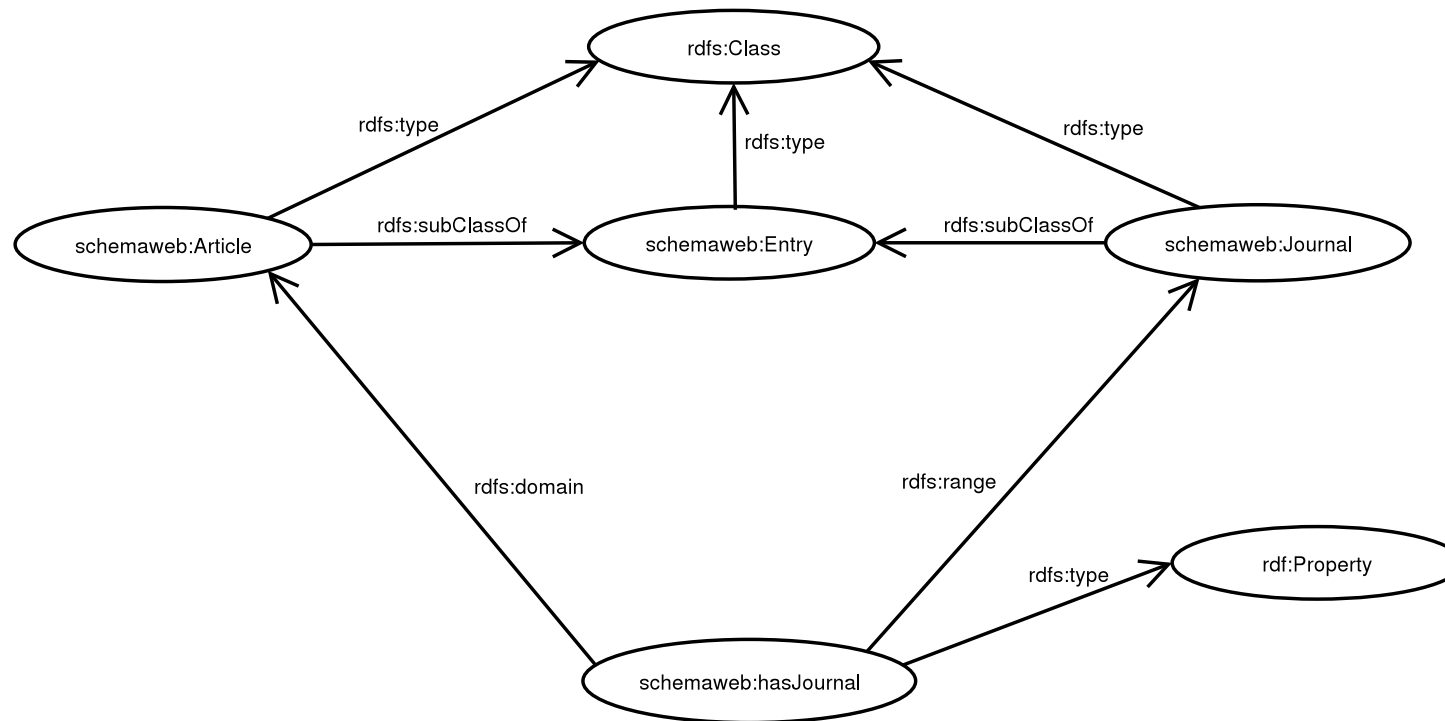 rdfs:Class
rdfs:type
rdfs:type
rdfs:type
schemaweb:Article
rdfs:subClassOf
schemaweb:Entry
rdfs:subClassOf
schemaweb:Journal
rdfs:domain
rdfs:range
rdfs:type
rdf:Property
schemaweb:hasJournal